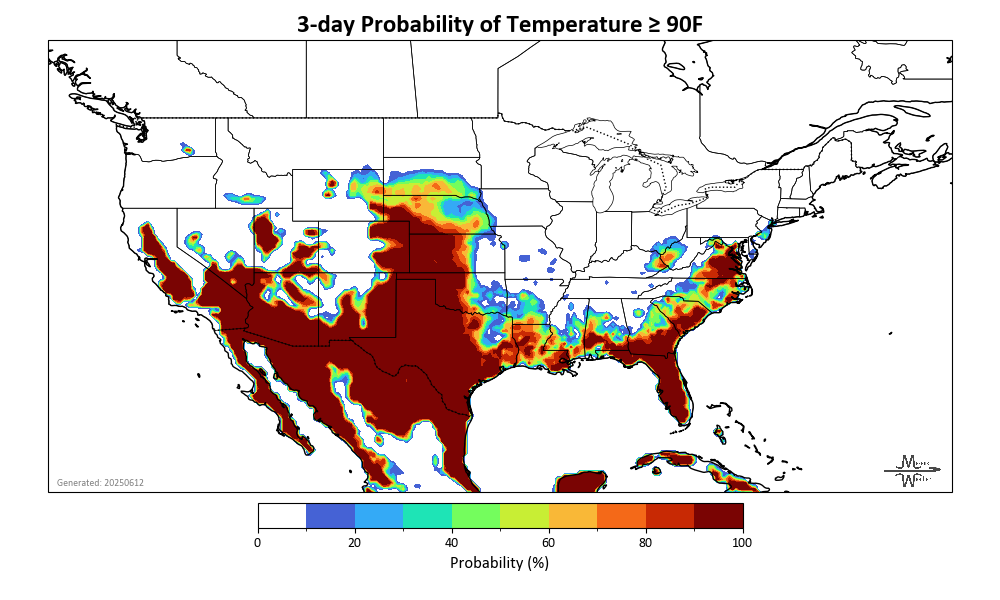 3-day Probability of Temperature ≥ 90F
Generated: 20250612
0 20 40 60 80 100
Probability (%)